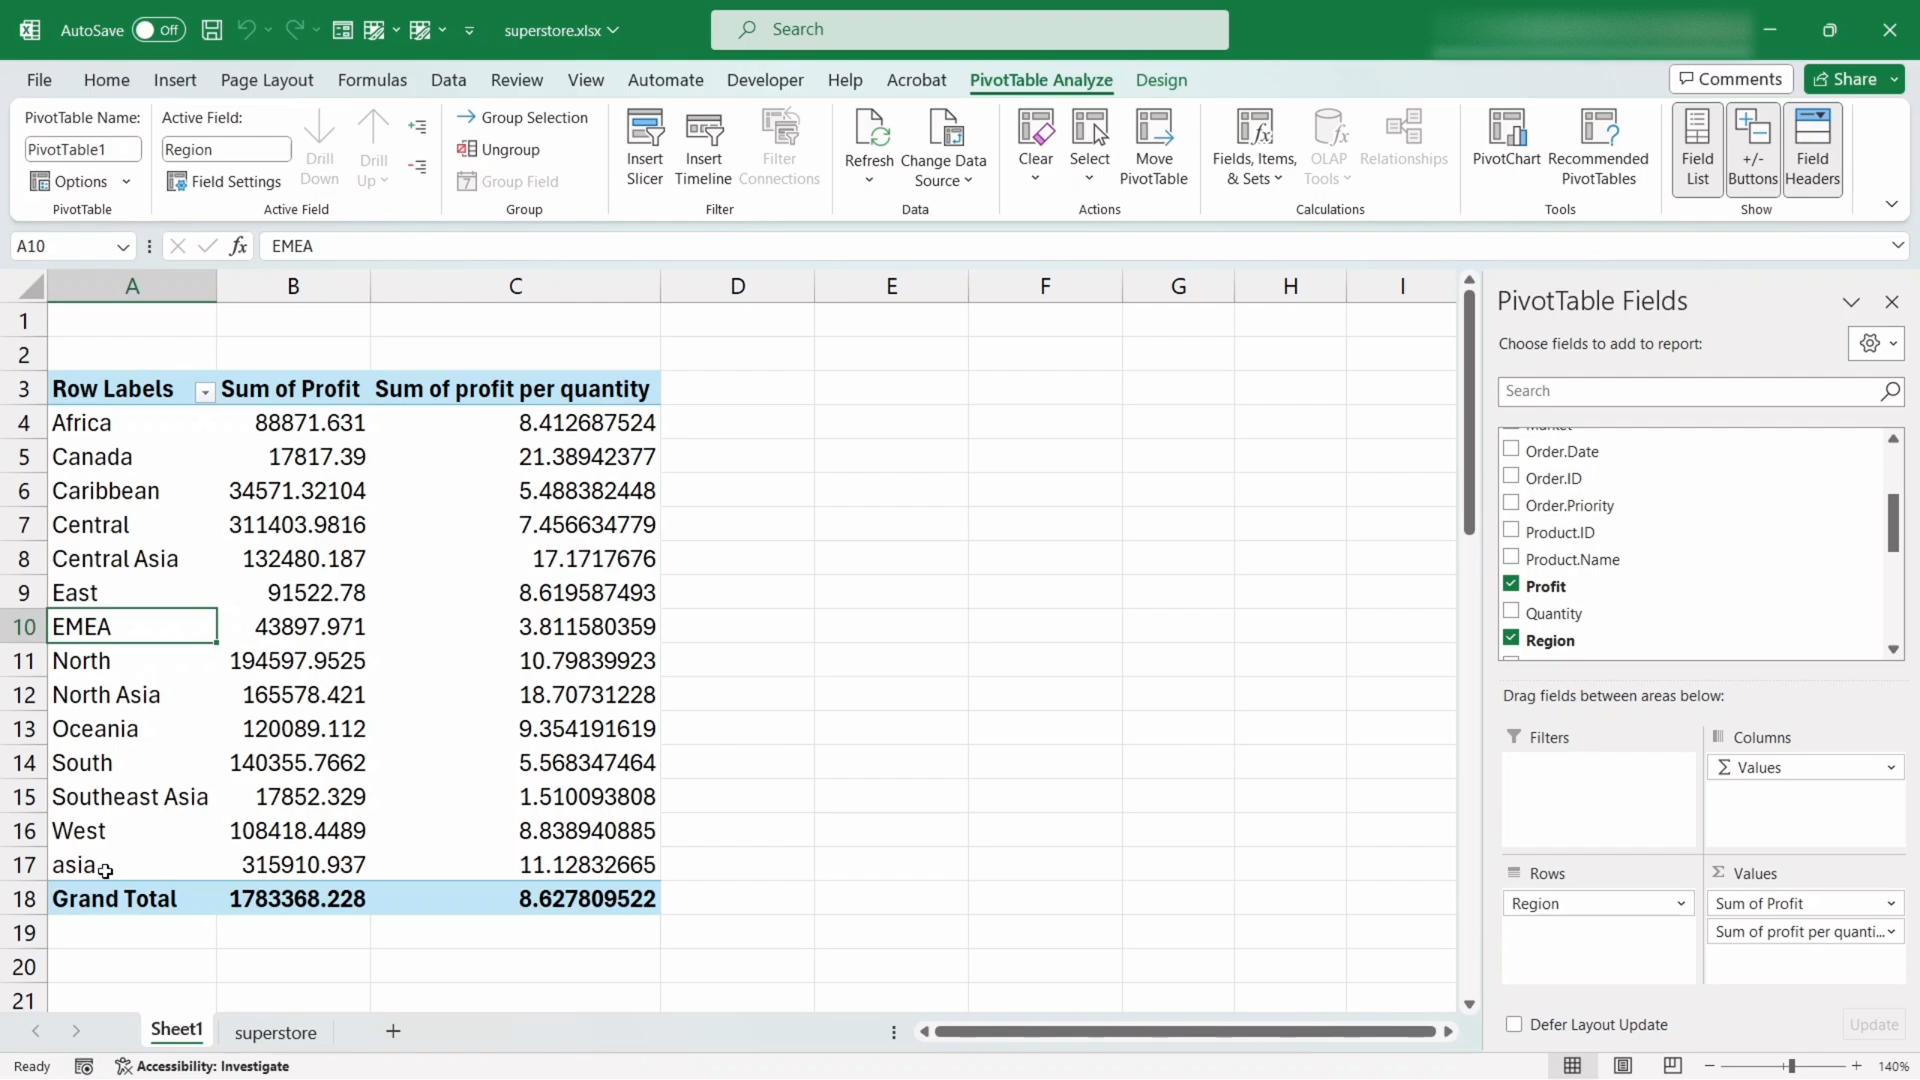 AutoSave Off superstore.xlsx Search
File Home Insert Page Layout Formulas Data Review View Automate Developer Help Acrobat PivotTable Analyze Design Comments Share
PivotTable Name: Active Field: Group Selection
PivotTable1 Region Drill Down Drill Up Ungroup Insert Slicer Insert Timeline Filter Connections Refresh Change Data Source Clear Select Move PivotTable Fields, Items, & Sets OLAP Tools Relationships PivotChart Recommended PivotTables Field List +/- Buttons Field Headers
Options Field Settings Group Field
PivotTable Active Field Group Filter Data Actions Calculations Tools Show
A10 fx EMEA
A B C D E F G H I
1
2
3 Row Labels Sum of Profit Sum of profit per quantity
4 Africa 88871.631 8.412687524
5 Canada 17817.39 21.38942377
6 Caribbean 34571.32104 5.488382448
7 Central 311403.9816 7.456634779
8 Central Asia 132480.187 17.1717676
9 East 91522.78 8.619587493
10 EMEA 43897.971 3.811580359
11 North 194597.9525 10.79839923
12 North Asia 165578.421 18.70731228
13 Oceania 120089.112 9.354191619
14 South 140355.7662 5.568347464
15 Southeast Asia 17852.329 1.510093808
16 West 108418.4489 8.838940885
17 asia 315910.937 11.12832665
18 Grand Total 1783368.228 8.627809522
19
20
21
PivotTable Fields
Choose fields to add to report:
Search
Market
Order.Date
Order.ID
Order.Priority
Product.ID
Product.Name
Profit
Quantity
Region
Drag fields between areas below:
Filters Columns
Σ Values
Rows Σ Values
Region Sum of Profit
Sum of profit per quanti...
Defer Layout Update Update
Sheet1 superstore +
Ready Accessibility: Investigate 140%